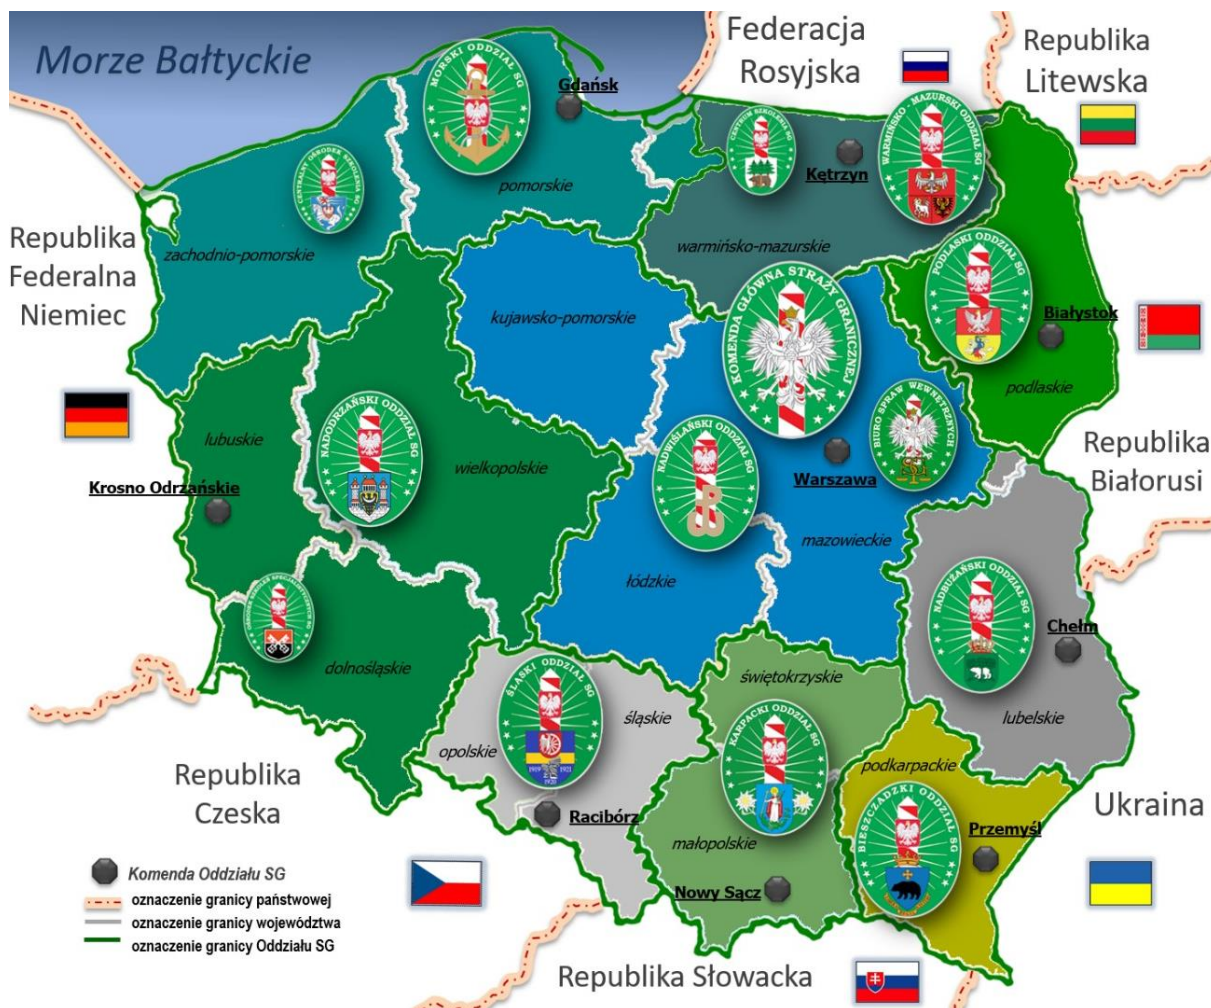 Morze Bałtyckie
Federacja
Rosyjska
Republika
Litewska
MORSKI ODDZIAŁ SG
Gdańsk
CENTRUM SZKOLENIA SG
Kętrzyn
WARMIŃSKO - MAZURSKI ODDZIAŁ SG
CENTRALNY OŚRODEK SZKOLENIA SG
pomorskie
zachodnio-pomorskie
warmińsko-mazurskie
Republika
Federalna
Niemiec
PODLASKI ODDZIAŁ SG
Białystok
podlaskie
kujawsko-pomorskie
KOMENDA GŁÓWNA STRAŻY GRANICZNEJ
BIURO SPRAW WEWNĘTRZNYCH
Warszawa
NADODRZAŃSKI ODDZIAŁ SG
NADWIŚLAŃSKI ODDZIAŁ SG
lubuskie
wielkopolskie
Krosno Odrzańskie
Republika
Białorusi
mazowieckie
łódzkie
NADBUŻAŃSKI ODDZIAŁ SG
Chełm
lubelskie
dolnośląskie
świętokrzyskie
ŚLĄSKI ODDZIAŁ SG
1919 1921
1920
śląskie
opolskie
KARPACKI ODDZIAŁ SG
podkarpackie
Republika
Czeska
Racibórz
małopolskie
BIESZCZADZKI ODDZIAŁ SG
Przemyśl
Ukraina
Nowy Sącz
Komenda Oddziału SG
oznaczenie granicy państwowej
oznaczenie granicy województwa
oznaczenie granicy Oddziału SG
Republika Słowacka